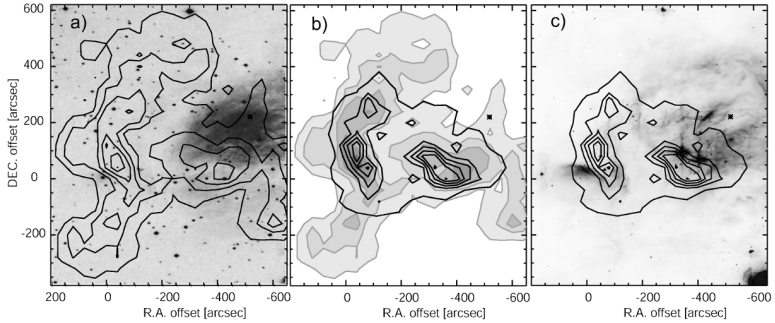 a)
b)
c)
600
400
200
0
-200
DEC. offset [arcsec]
200 0 -200 -400 -600
0 -200 -400 -600
0 -200 -400 -600
R.A. offset [arcsec]
R.A. offset [arcsec]
R.A. offset [arcsec]